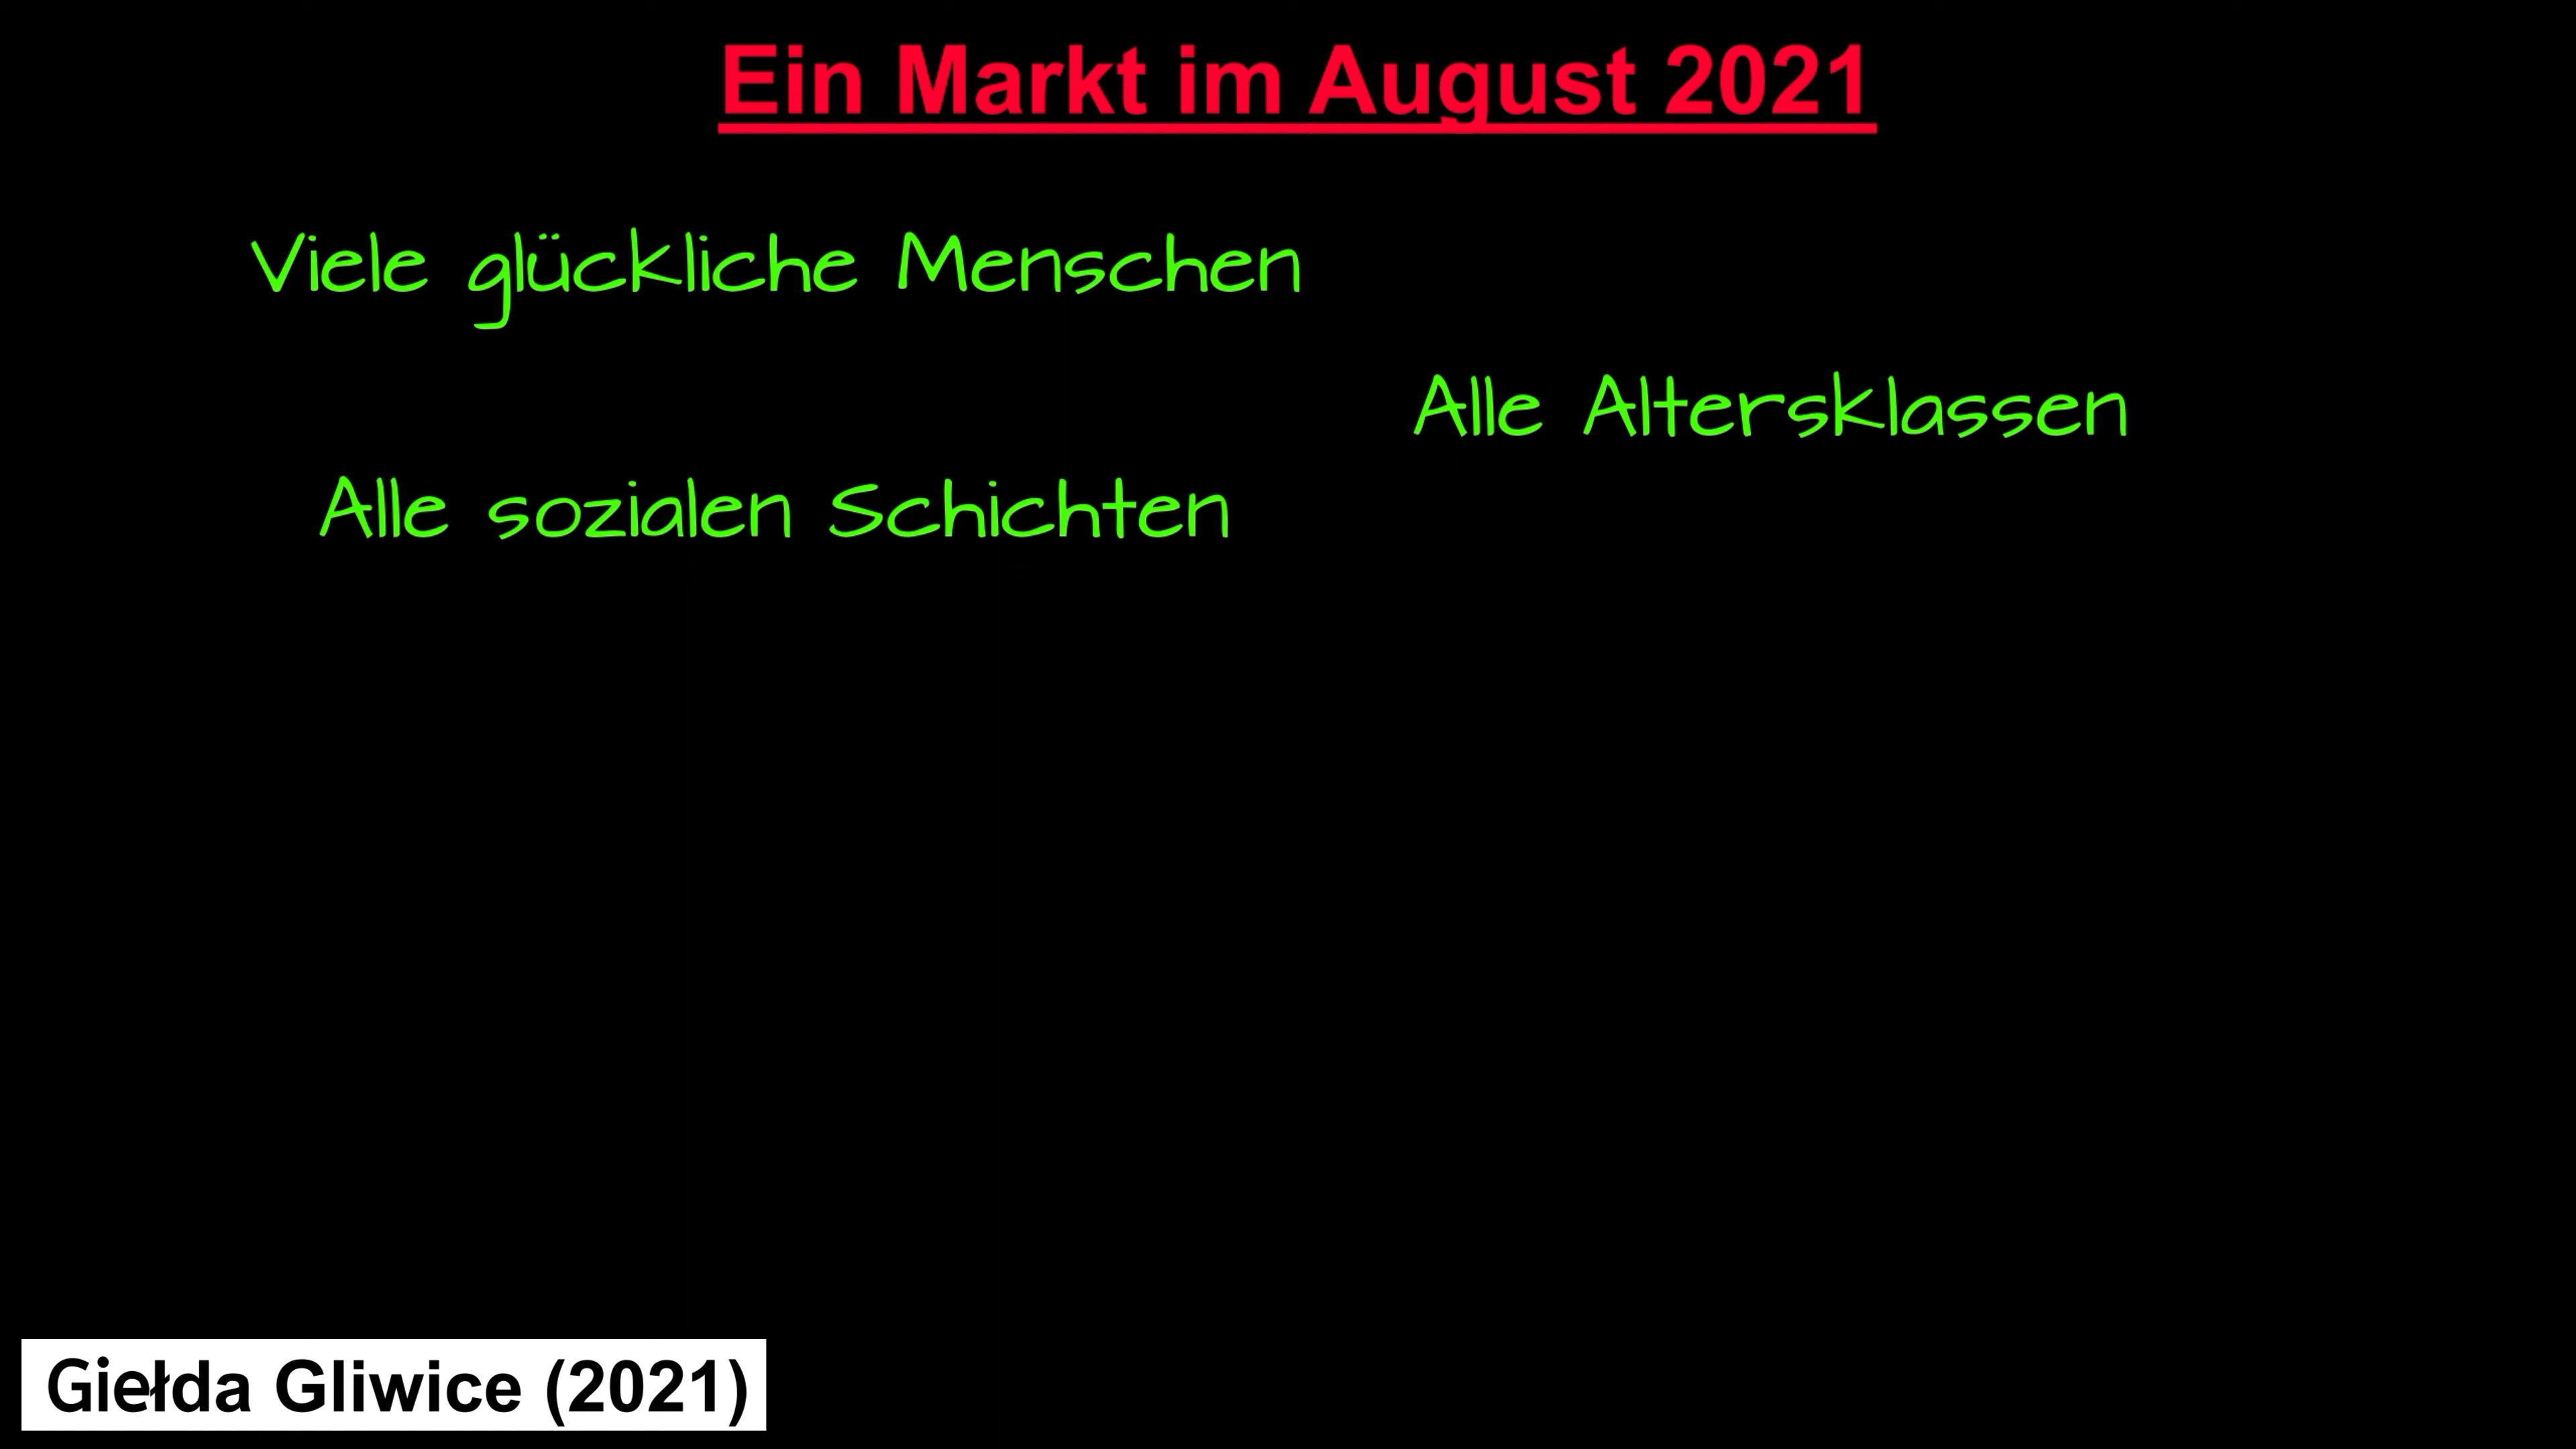 Ein Markt im August 2021
Viele glückliche Menschen
Alle Altersklassen
Alle sozialen Schichten
Giełda Gliwice (2021)